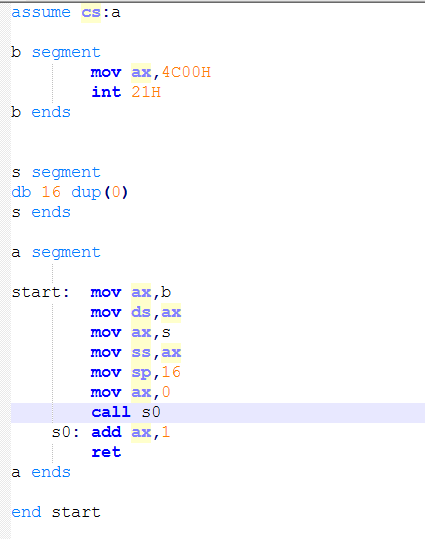 assume cs:a
b segment
mov ax,4C00H
int 21H
b ends
s segment
db 16 dup(0)
s ends
a segment
start: mov ax,b
mov ds,ax
mov ax,s
mov ss,ax
mov sp,16
mov ax,0
call s0
s0: add ax,1
ret
a ends
end start